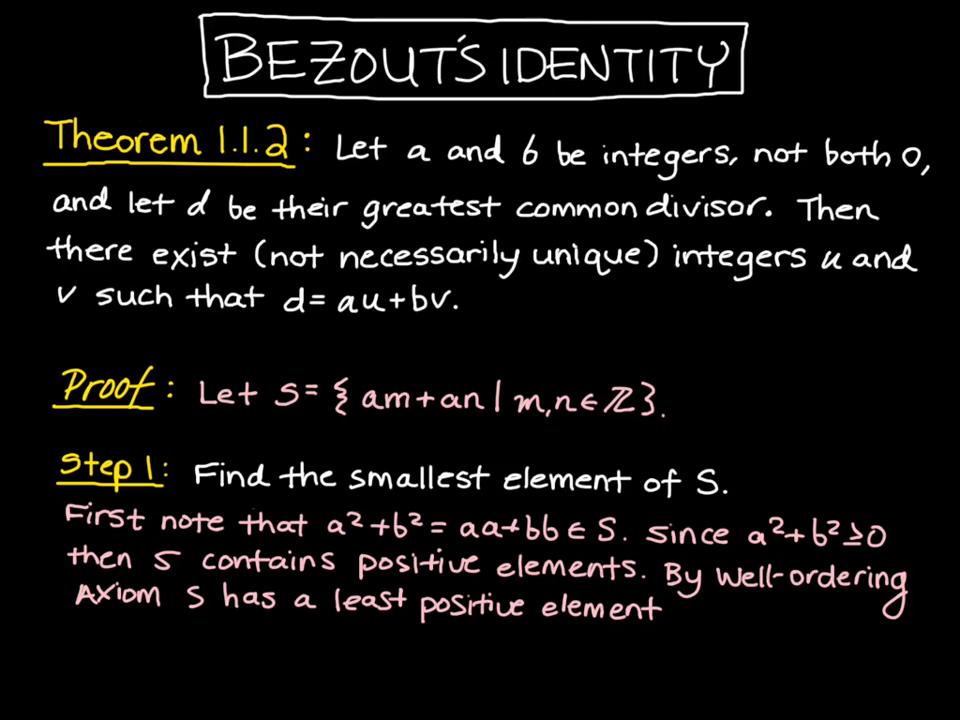 BEZOUT'S IDENTITY
Theorem 1.1.2: Let a and b be integers, not both 0,
and let d be their greatest common divisor. Then
there exist (not necessarily unique) integers u and
v such that d= au+bv.
Proof: Let S= { am+an | m,n ∈ ℤ}.
Step 1: Find the smallest element of S.
First note that a²+b² = aa+bb ∈ S. Since a²+b² ≥0
then S contains positive elements. By Well-ordering
Axiom S has a least positive element